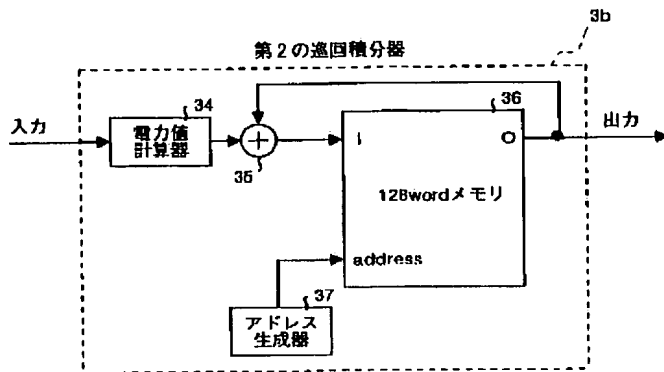 3b
第2の巡回積分器
34
36
入力
電力値
計算器
+
35
I
O
出力
128wordメモリ
address
37
アドレス
生成器